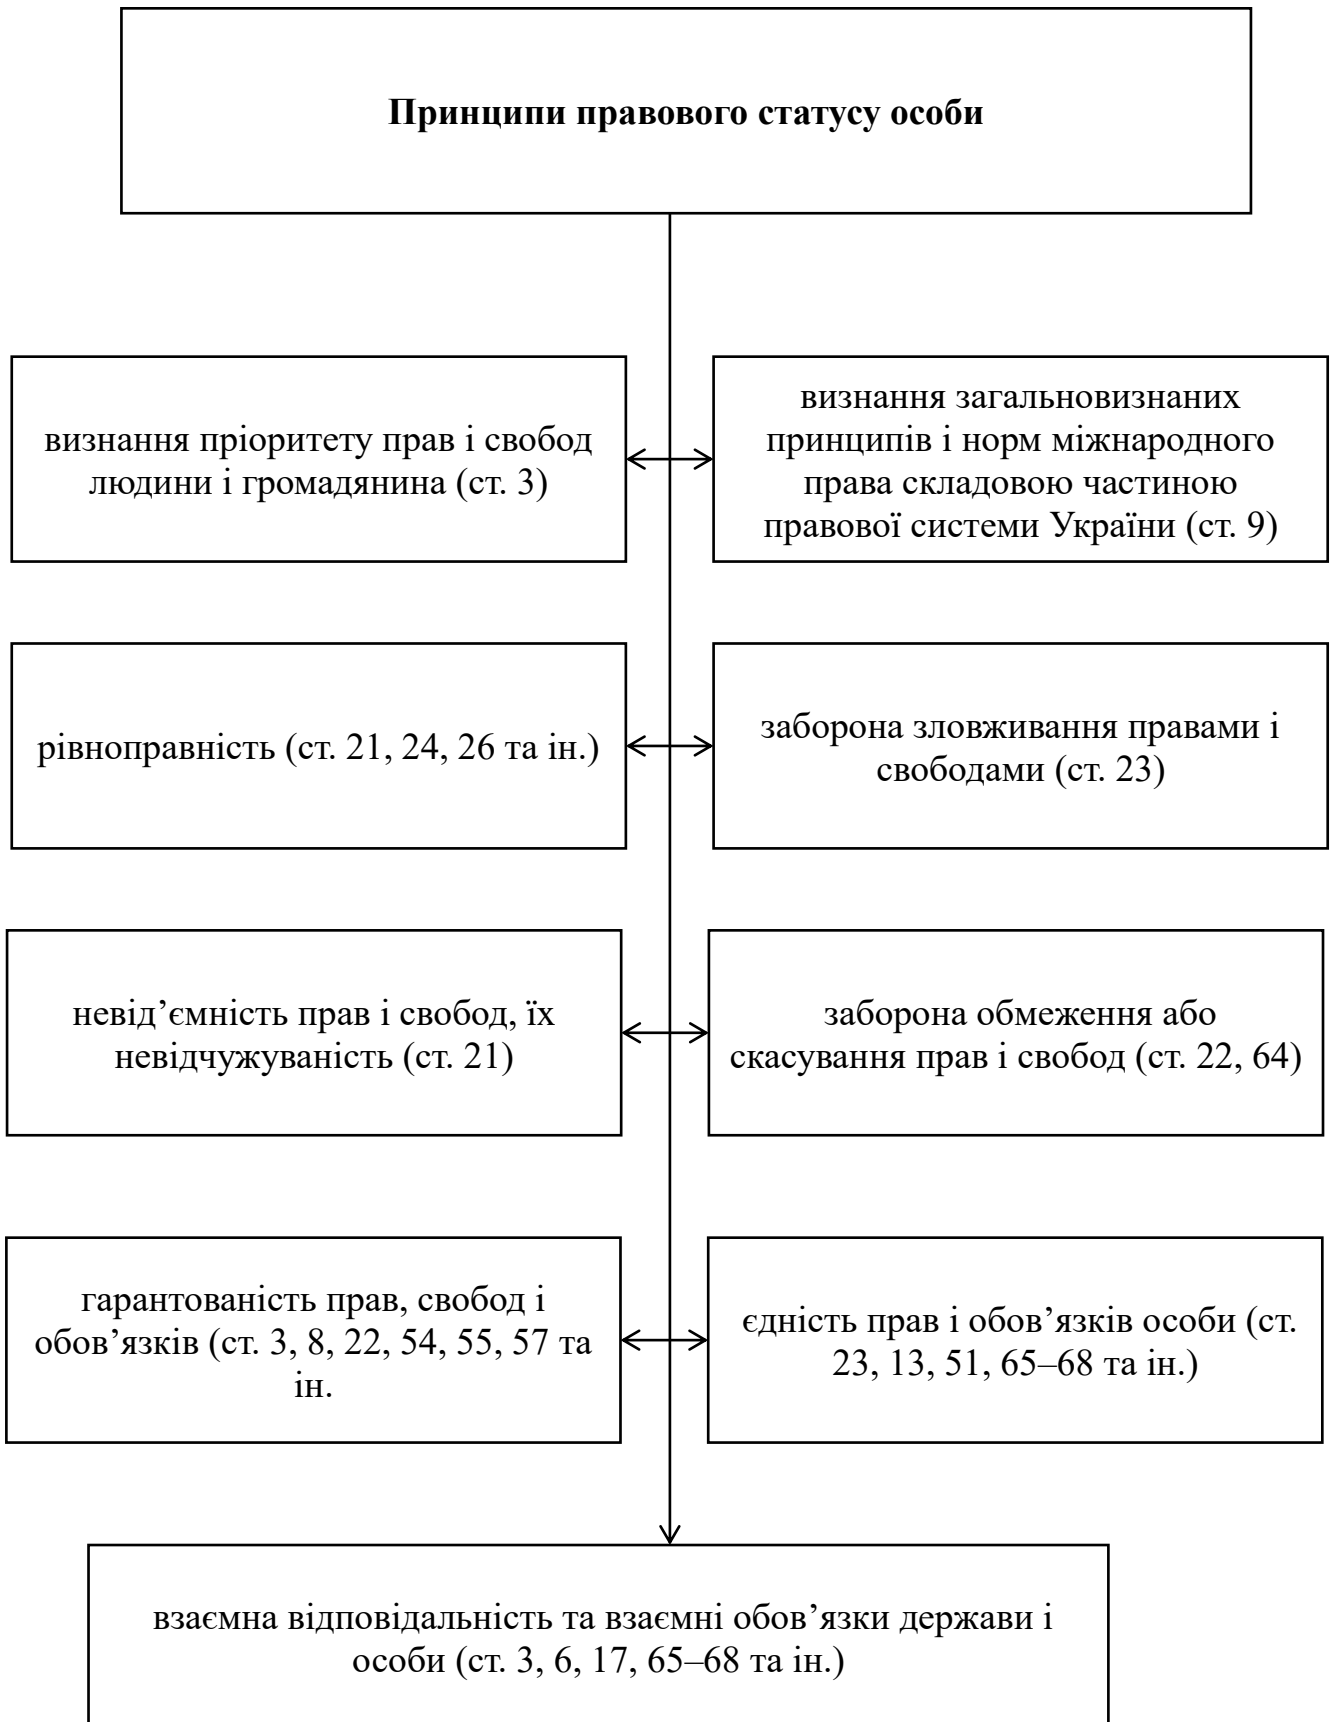 Принципи правового статусу особи
визнання пріоритету прав і свобод
людини і громадянина (ст. 3)
визнання загальновизнаних
принципів і норм міжнародного
права складовою частиною
правової системи України (ст. 9)
рівноправність (ст. 21, 24, 26 та ін.)
заборона зловживання правами і
свободами (ст. 23)
невід’ємність прав і свобод, їх
невідчужуваність (ст. 21)
заборона обмеження або
скасування прав і свобод (ст. 22, 64)
гарантованість прав, свобод і
обов’язків (ст. 3, 8, 22, 54, 55, 57 та
ін.
єдність прав і обов’язків особи (ст.
23, 13, 51, 65–68 та ін.)
взаємна відповідальність та взаємні обов’язки держави і
особи (ст. 3, 6, 17, 65–68 та ін.)